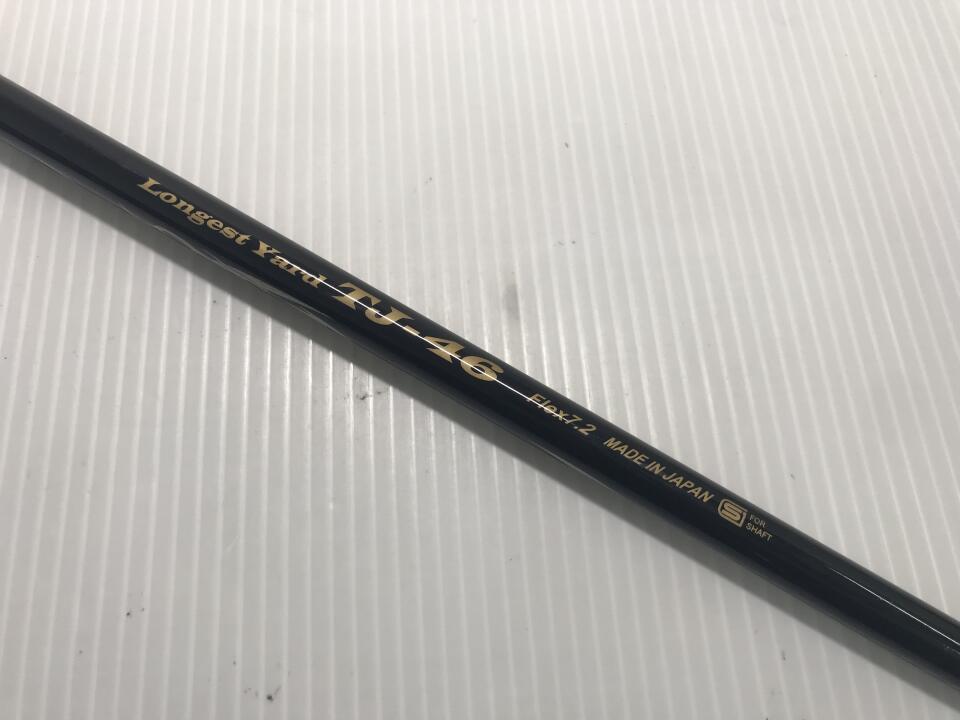 Longest Yard TJ-46 Flex7.2 MADE IN JAPAN S FOR
SHAFT